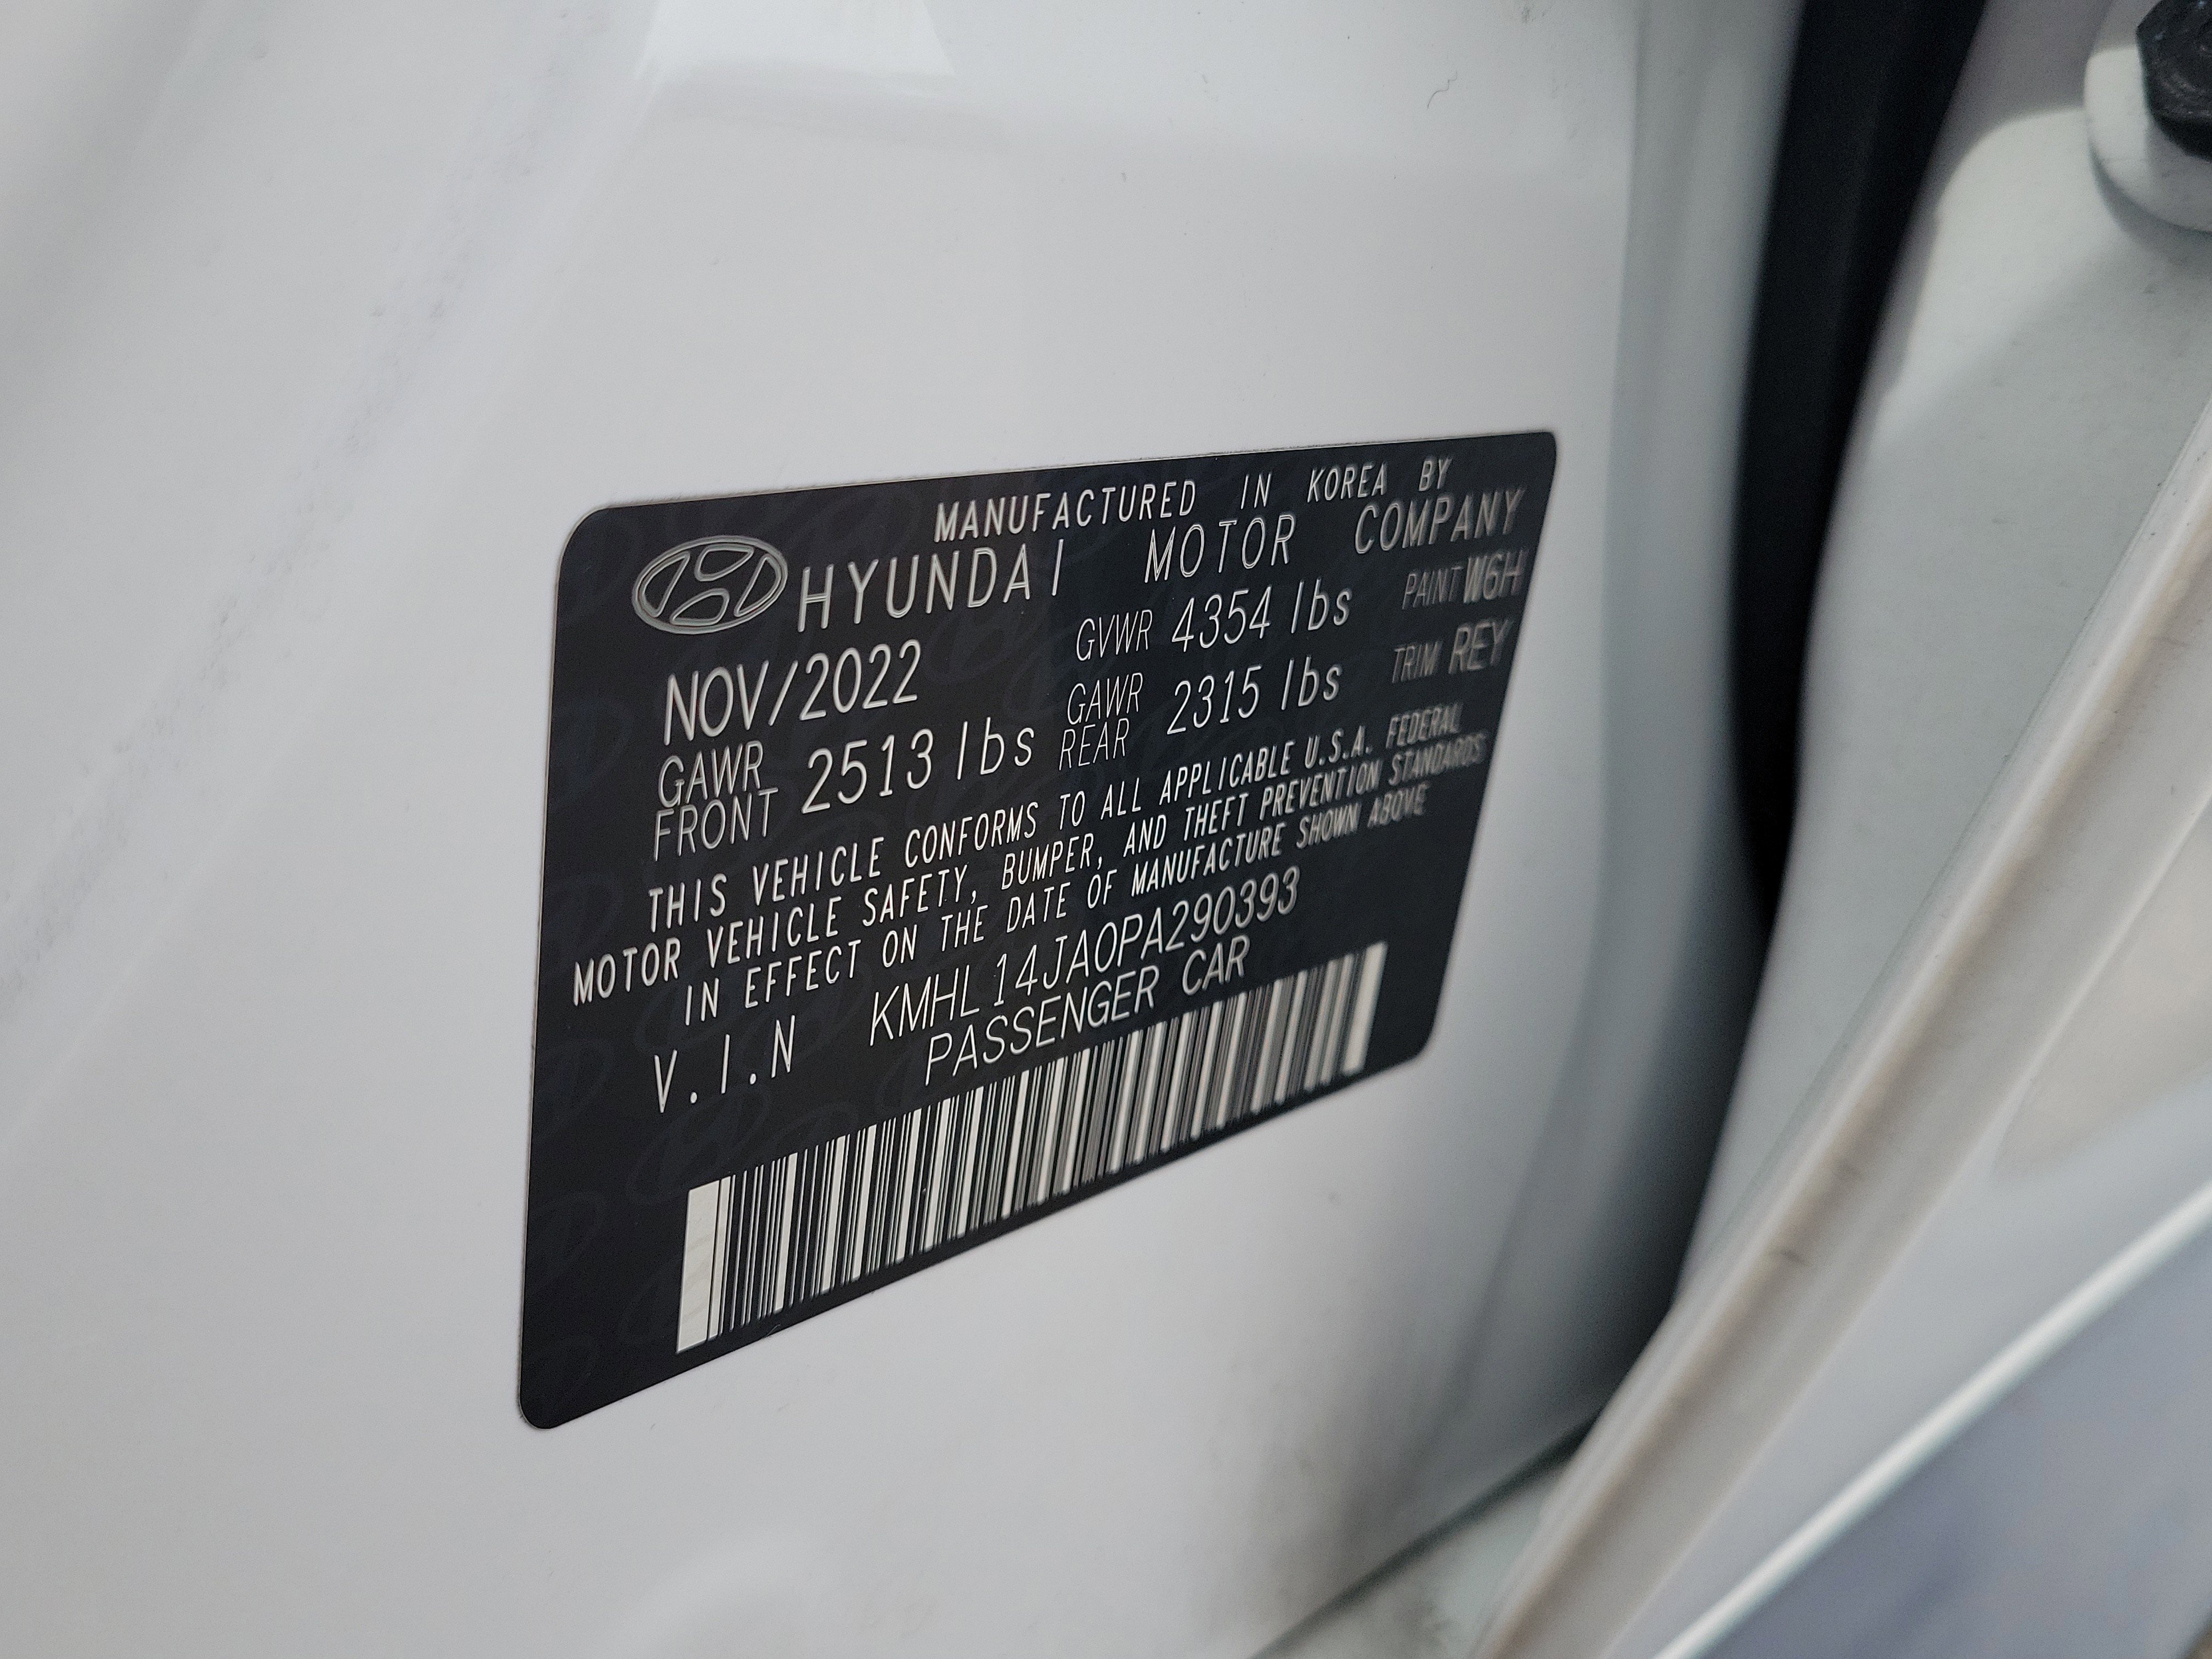 MANUFACTURED IN KOREA BY
HYUNDAI MOTOR COMPANY
NOV/2022 GVWR 4354 lbs PAINT W6H
GAWR FRONT 2513 lbs GAWR REAR 2315 lbs TRIM REY
THIS VEHICLE CONFORMS TO ALL APPLICABLE U.S.A. FEDERAL
MOTOR VEHICLE SAFETY, BUMPER, AND THEFT PREVENTION STANDARDS
IN EFFECT ON THE DATE OF MANUFACTURE SHOWN ABOVE
V.I.N KMHL14JA0PA290393
PASSENGER CAR